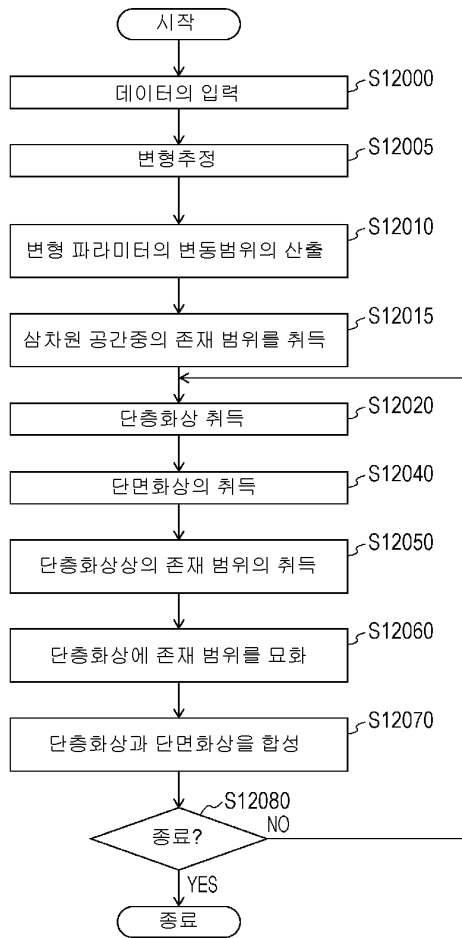 시작
S12000
데이터의 입력
S12005
변형추정
S12010
변형 파라미터의 변동범위의 산출
S12015
삼차원 공간중의 존재 범위를 취득
S12020
단층화상 취득
S12040
단면화상의 취득
S12050
단층화상상의 존재 범위의 취득
S12060
단층화상에 존재 범위를 묘화
S12070
단층화상과 단면화상을 합성
S12080
종료?
NO
YES
종료